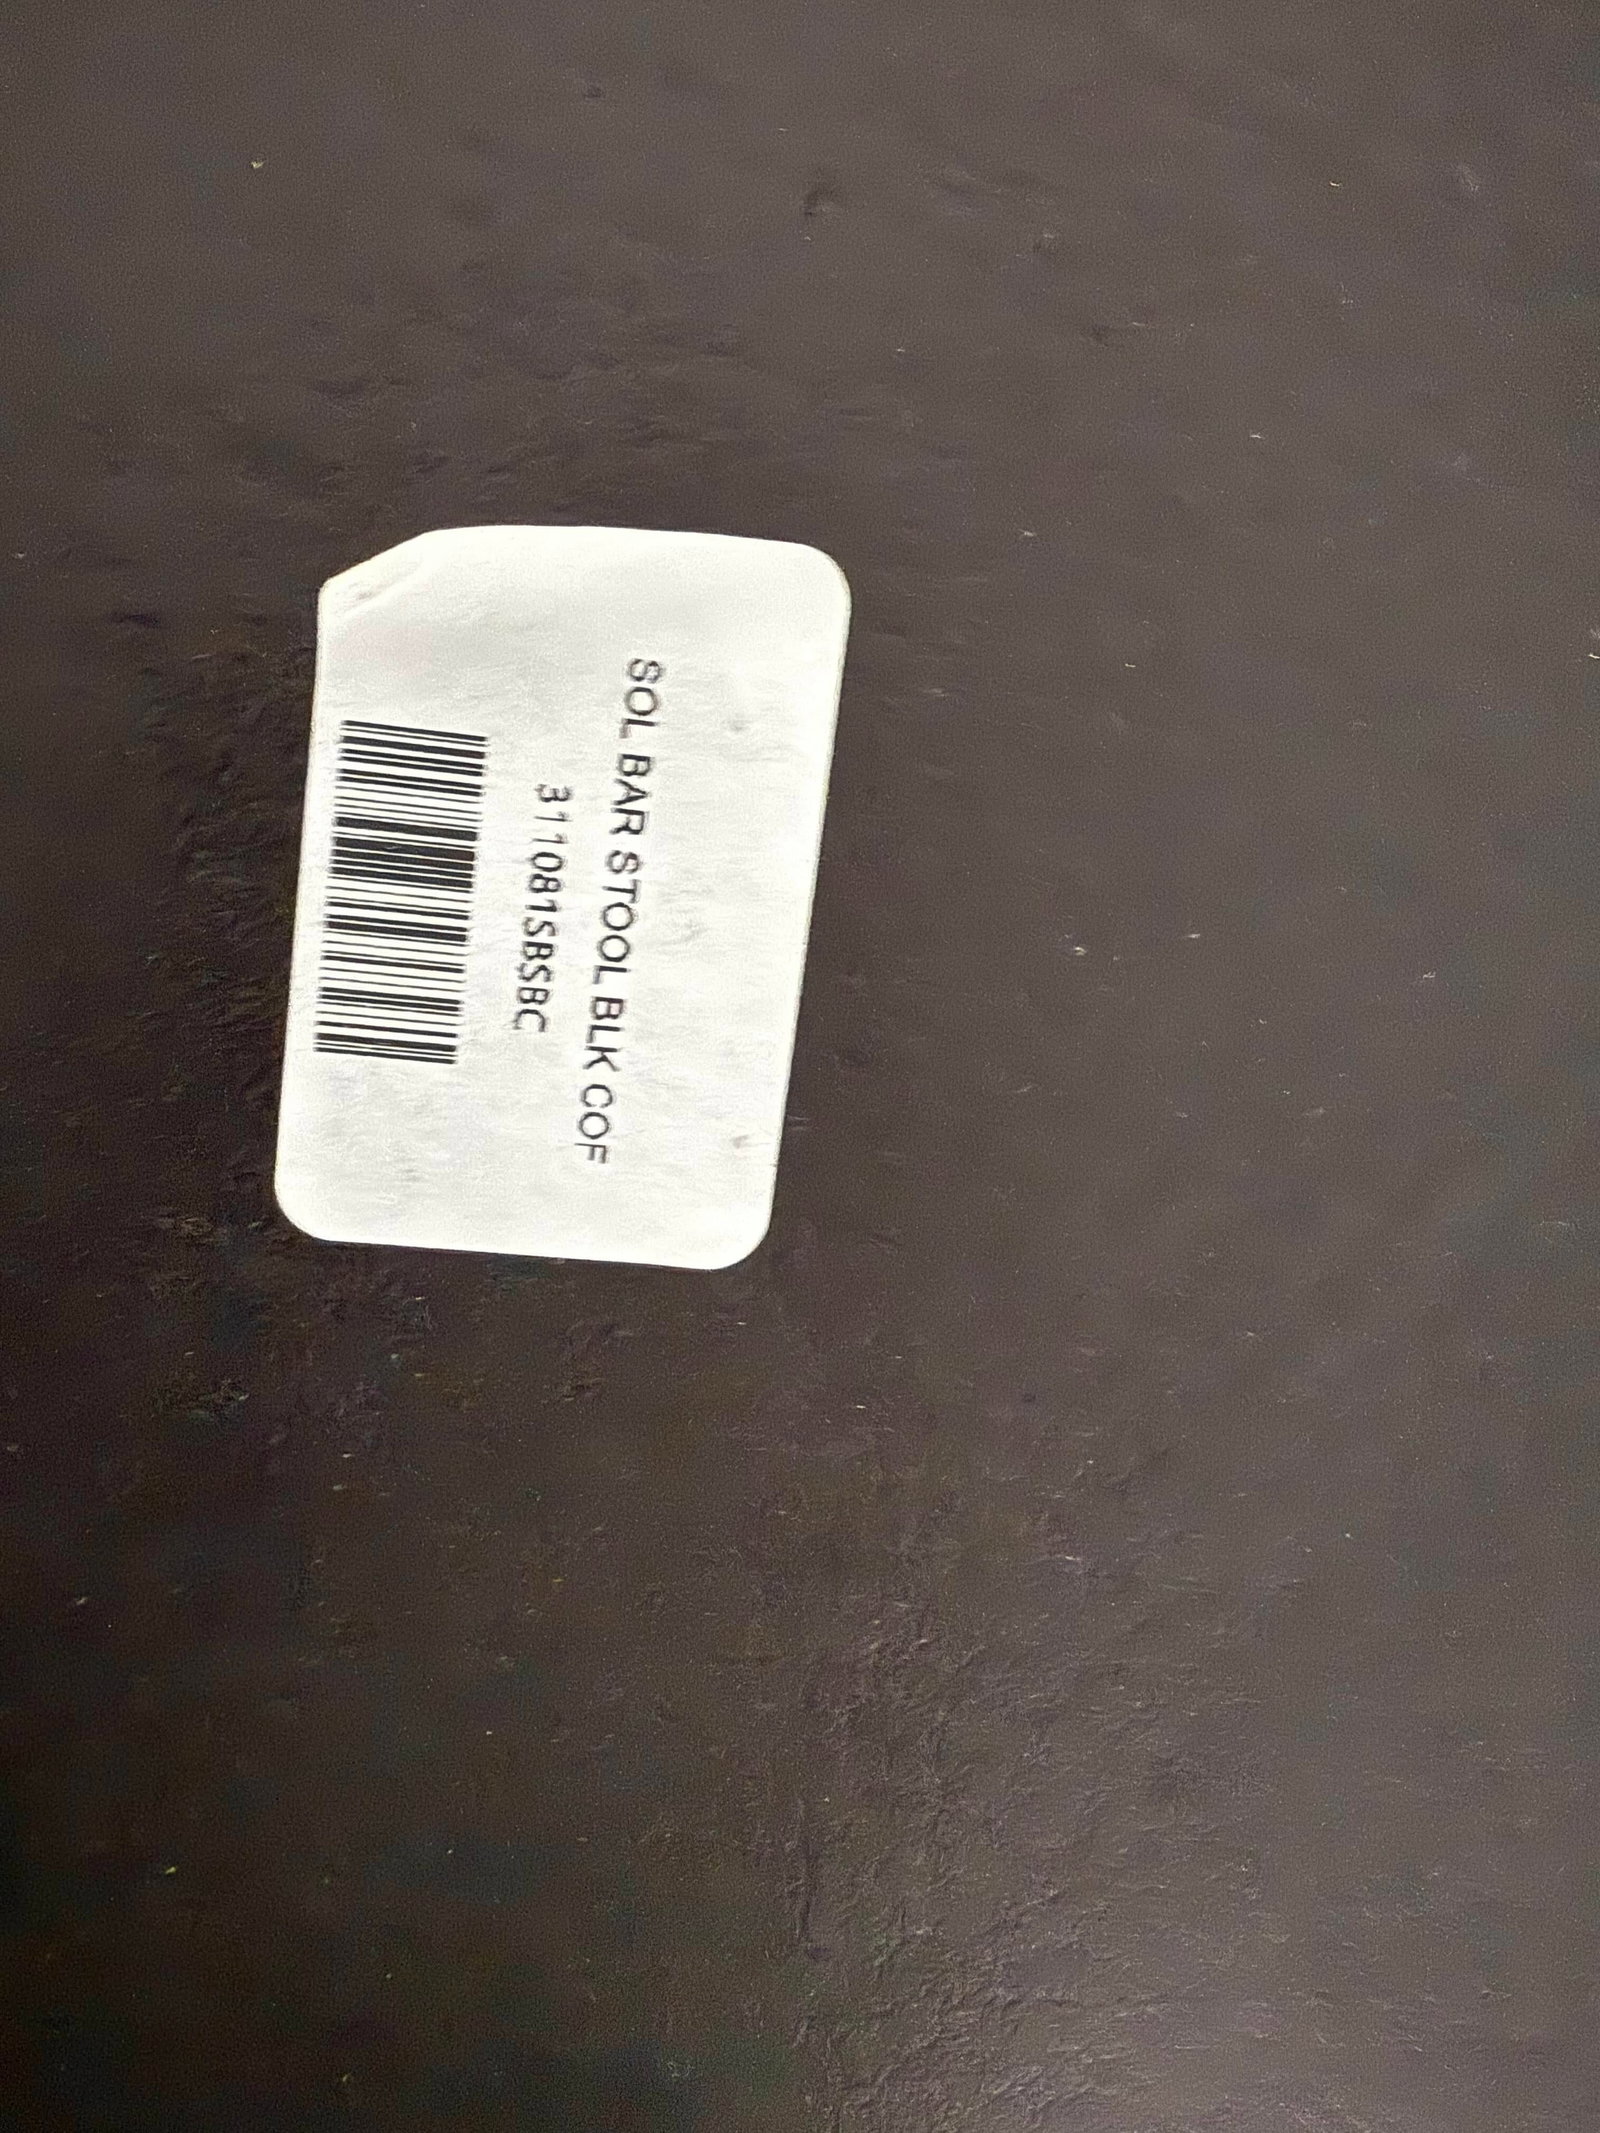 SOL BAR STOOL BLK COF
311081SBSBC